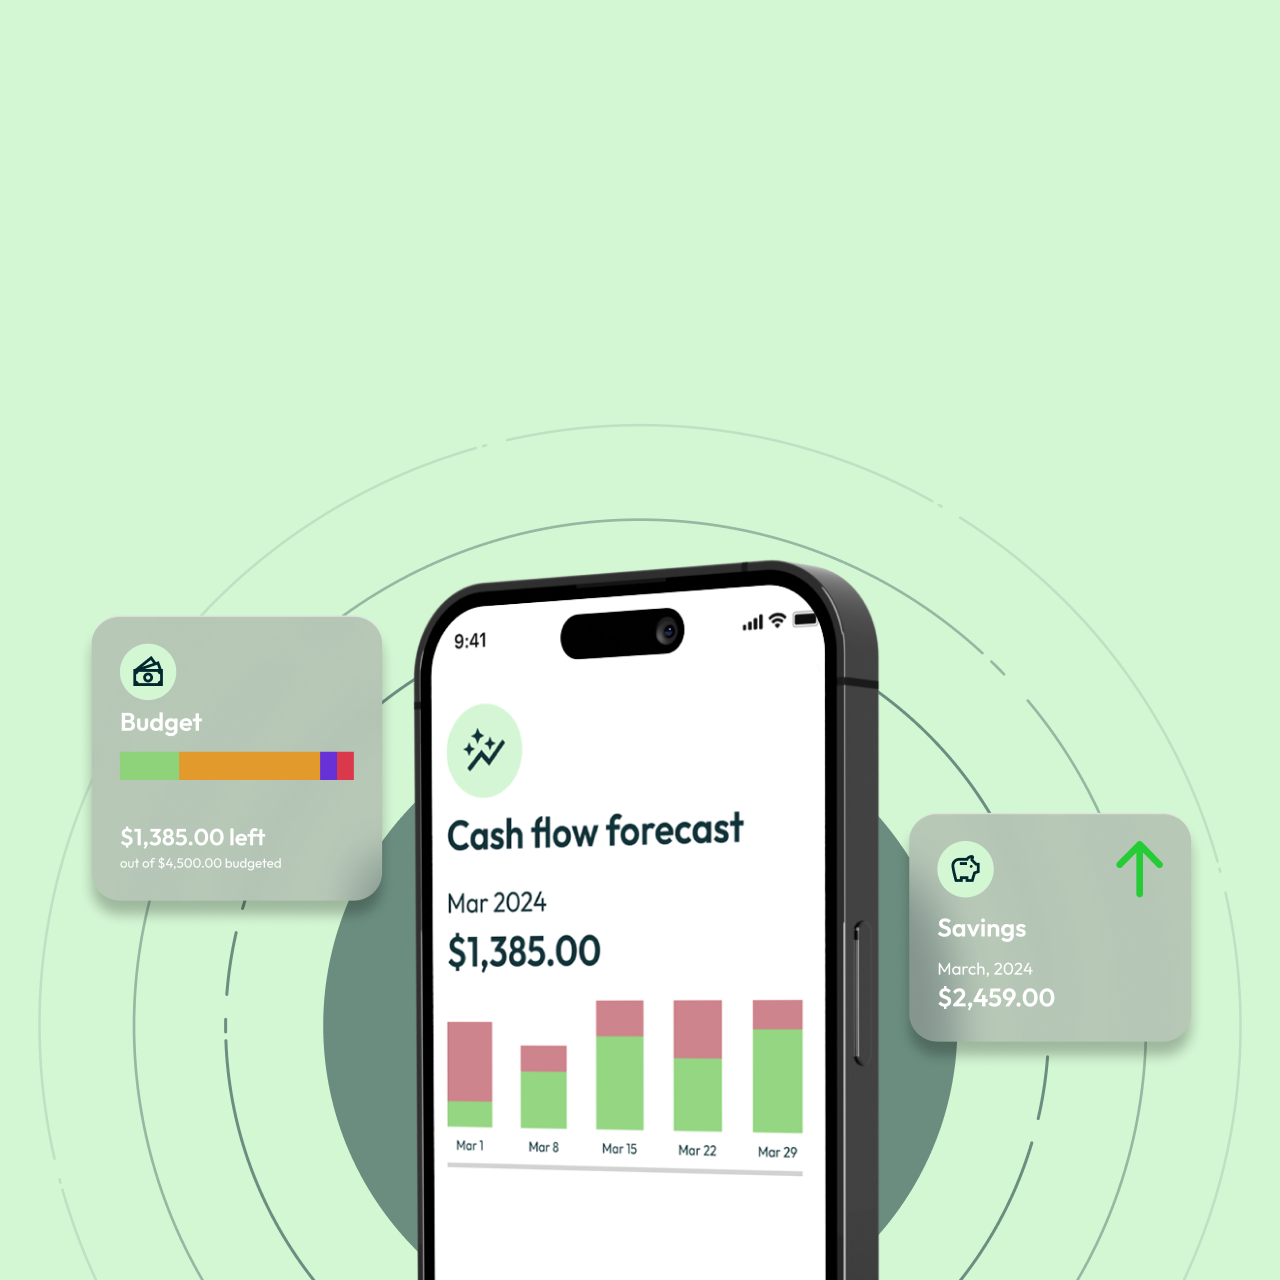 9:41
Budget
$1,385.00 left
out of $4,500.00 budgeted
Cash flow forecast
Mar 2024
$1,385.00
Mar 1 Mar 8 Mar 15 Mar 22 Mar 29
Savings
March, 2024
$2,459.00